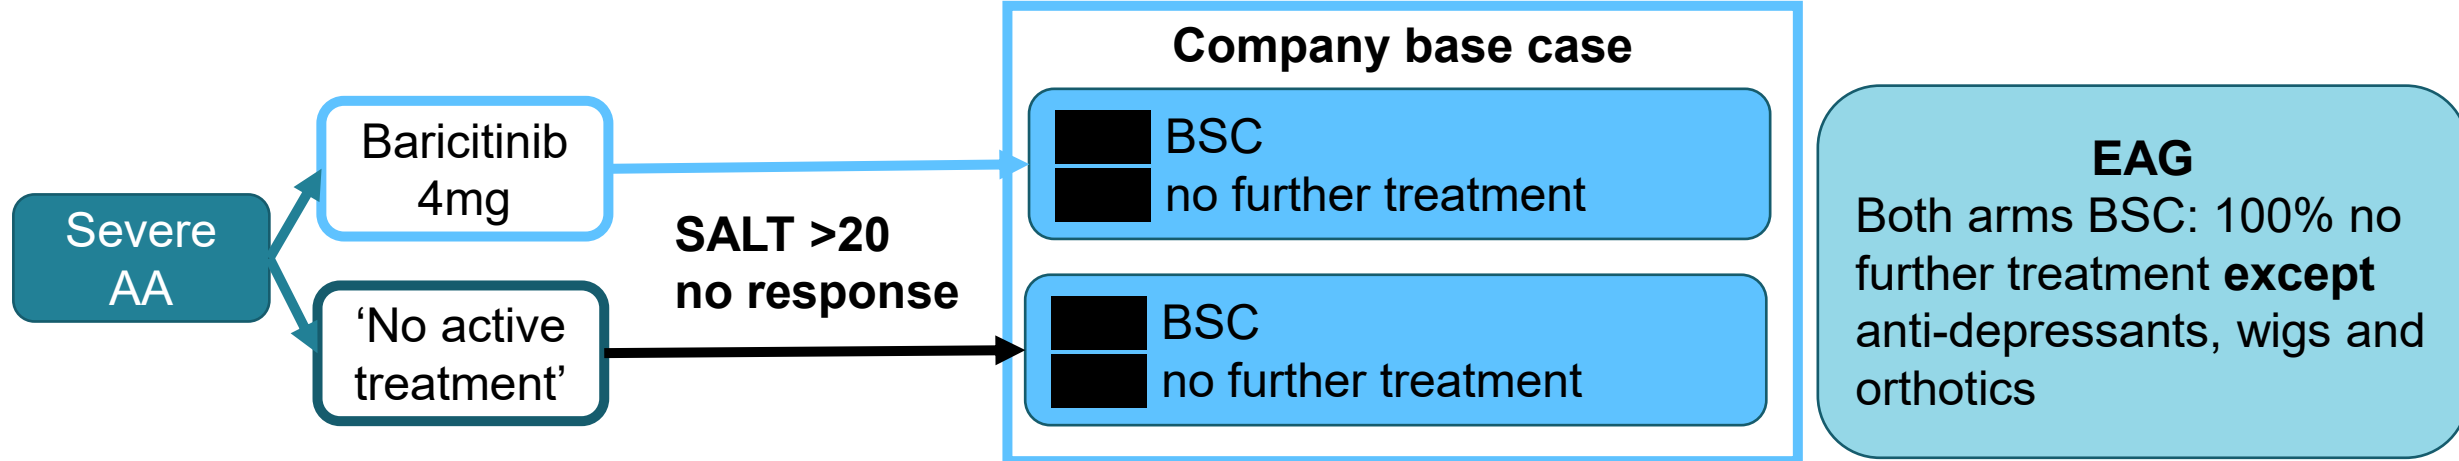 Severe
AA
Baricitinib
4mg
‘No active
treatment’
SALT >20
no response
Company base case
BSC
no further treatment
BSC
no further treatment
EAG
Both arms BSC: 100% no
further treatment except
anti-depressants, wigs and
orthotics